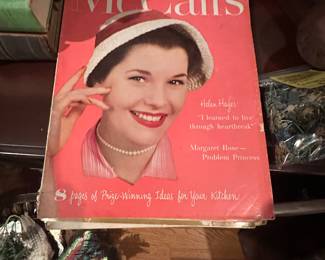 McCall's
Helen Hayes:
"I learned to live
through heartbreak"
Margaret Rose—
Problem Princess
8 pages of Prize-Winning Ideas for Your Kitchen